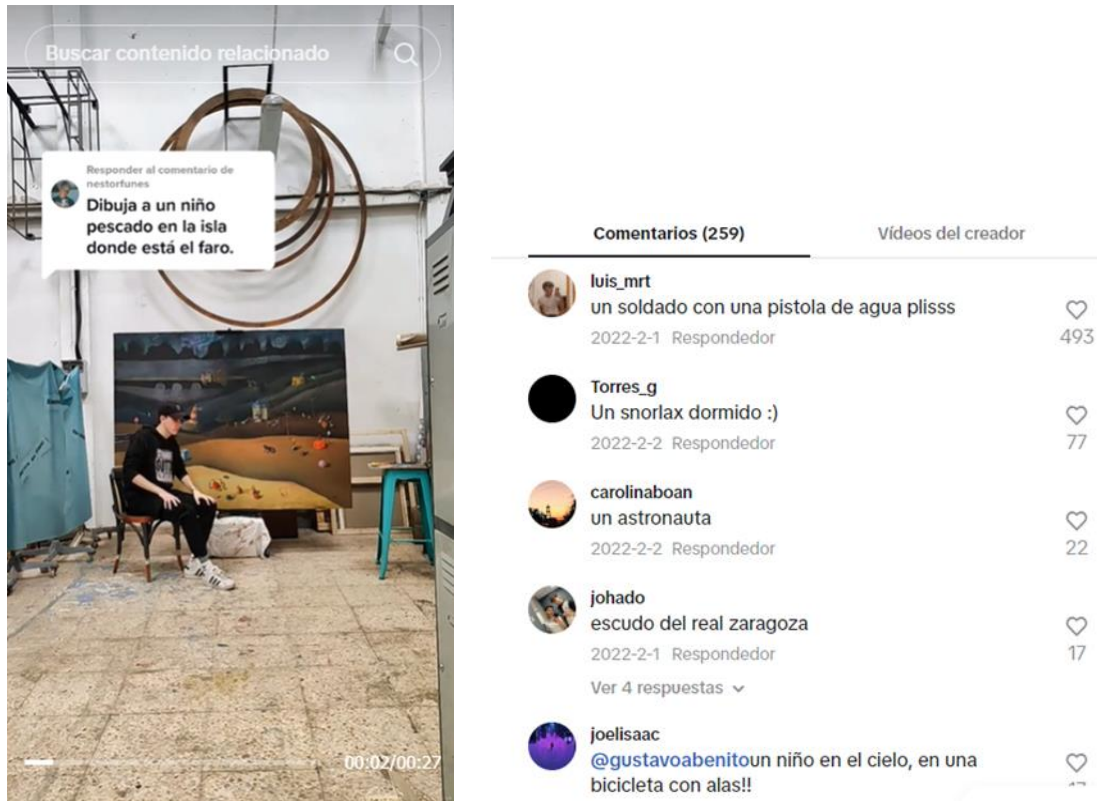 Buscar contenido relacionado
Responder al comentario de
nestorfunes
Dibuja a un niño
pescado en la isla
donde está el faro.
00:02/00:27
Comentarios (259)
Vídeos del creador
luis_mrt
un soldado con una pistola de agua plisss
2022-2-1 Respondedor
493
Torres_g
Un snorlax dormido :)
2022-2-2 Respondedor
77
carolinaboan
un astronauta
2022-2-2 Respondedor
22
johado
escudo del real zaragoza
2022-2-1 Respondedor
17
Ver 4 respuestas
joelisaac
@gustavoabenitoun niño en el cielo, en una
bicicleta con alas!!